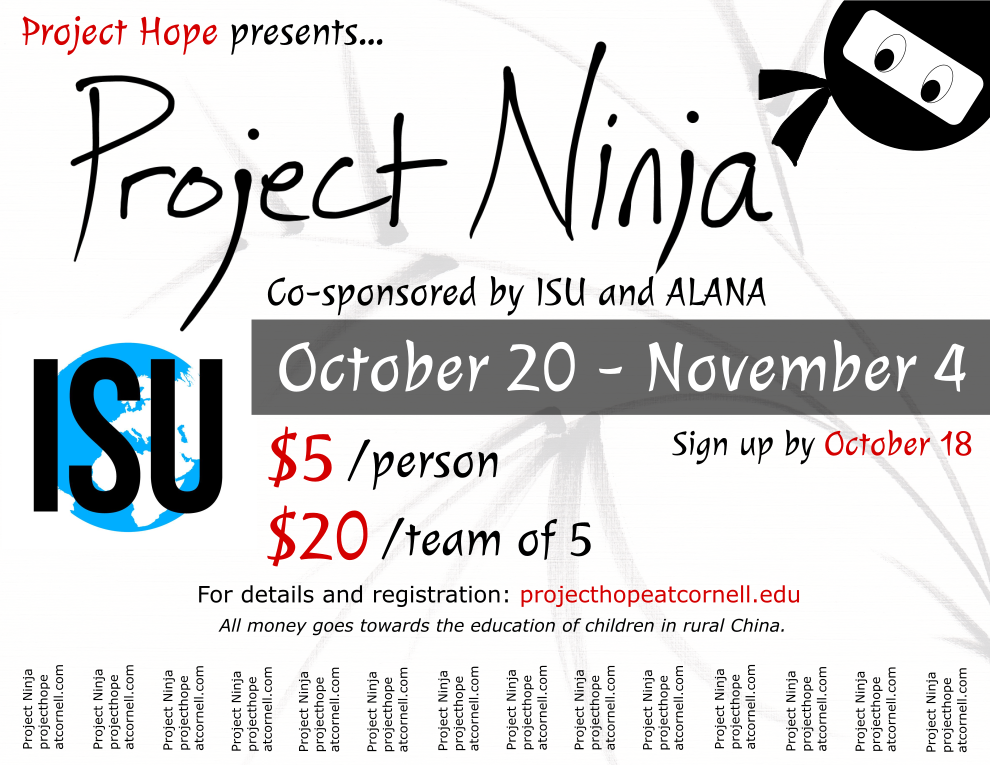 Project Hope presents...
Project Ninja
Co-sponsored by ISU and ALANA
October 20 - November 4
ISU
$5 /person
Sign up by October 18
$20 /team of 5
For details and registration: projecthopeatcornell.edu
All money goes towards the education of children in rural China.
Project Ninja
projecthope
atcornell.com
Project Ninja
projecthope
atcornell.com
Project Ninja
projecthope
atcornell.com
Project Ninja
projecthope
atcornell.com
Project Ninja
projecthope
atcornell.com
Project Ninja
projecthope
atcornell.com
Project Ninja
projecthope
atcornell.com
Project Ninja
projecthope
atcornell.com
Project Ninja
projecthope
atcornell.com
Project Ninja
projecthope
atcornell.com
Project Ninja
projecthope
atcornell.com
Project Ninja
projecthope
atcornell.com
Project Ninja
projecthope
atcornell.com
Project Ninja
projecthope
atcornell.com